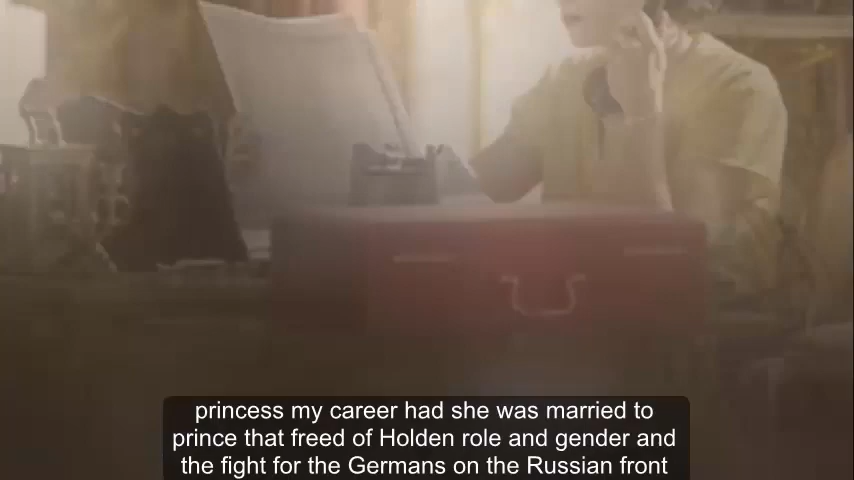 princess my career had she was married to
prince that freed of Holden role and gender and
the fight for the Germans on the Russian front